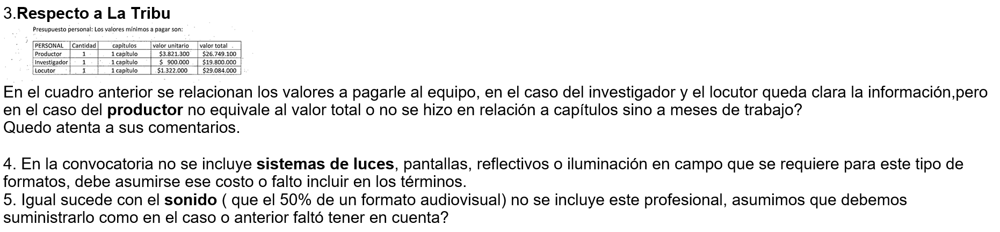 3.Respecto a La Tribu
Presupuesto personal: Los valores mínimos a pagar son:
PERSONAL Cantidad capítulos valor unitario valor total
Productor 1 1 capítulo $3.821.300 $26.749.100
Investigador 1 1 capítulo $ 900.000 $19.800.000
Locutor 1 1 capítulo $1.322.000 $29.084.000
En el cuadro anterior se relacionan los valores a pagarle al equipo, en el caso del investigador y el locutor queda clara la información,pero
en el caso del productor no equivale al valor total o no se hizo en relación a capítulos sino a meses de trabajo?
Quedo atenta a sus comentarios.
4. En la convocatoria no se incluye sistemas de luces, pantallas, reflectivos o iluminación en campo que se requiere para este tipo de
formatos, debe asumirse ese costo o falto incluir en los términos.
5. Igual sucede con el sonido ( que el 50% de un formato audiovisual) no se incluye este profesional, asumimos que debemos
suministrarlo como en el caso o anterior faltó tener en cuenta?